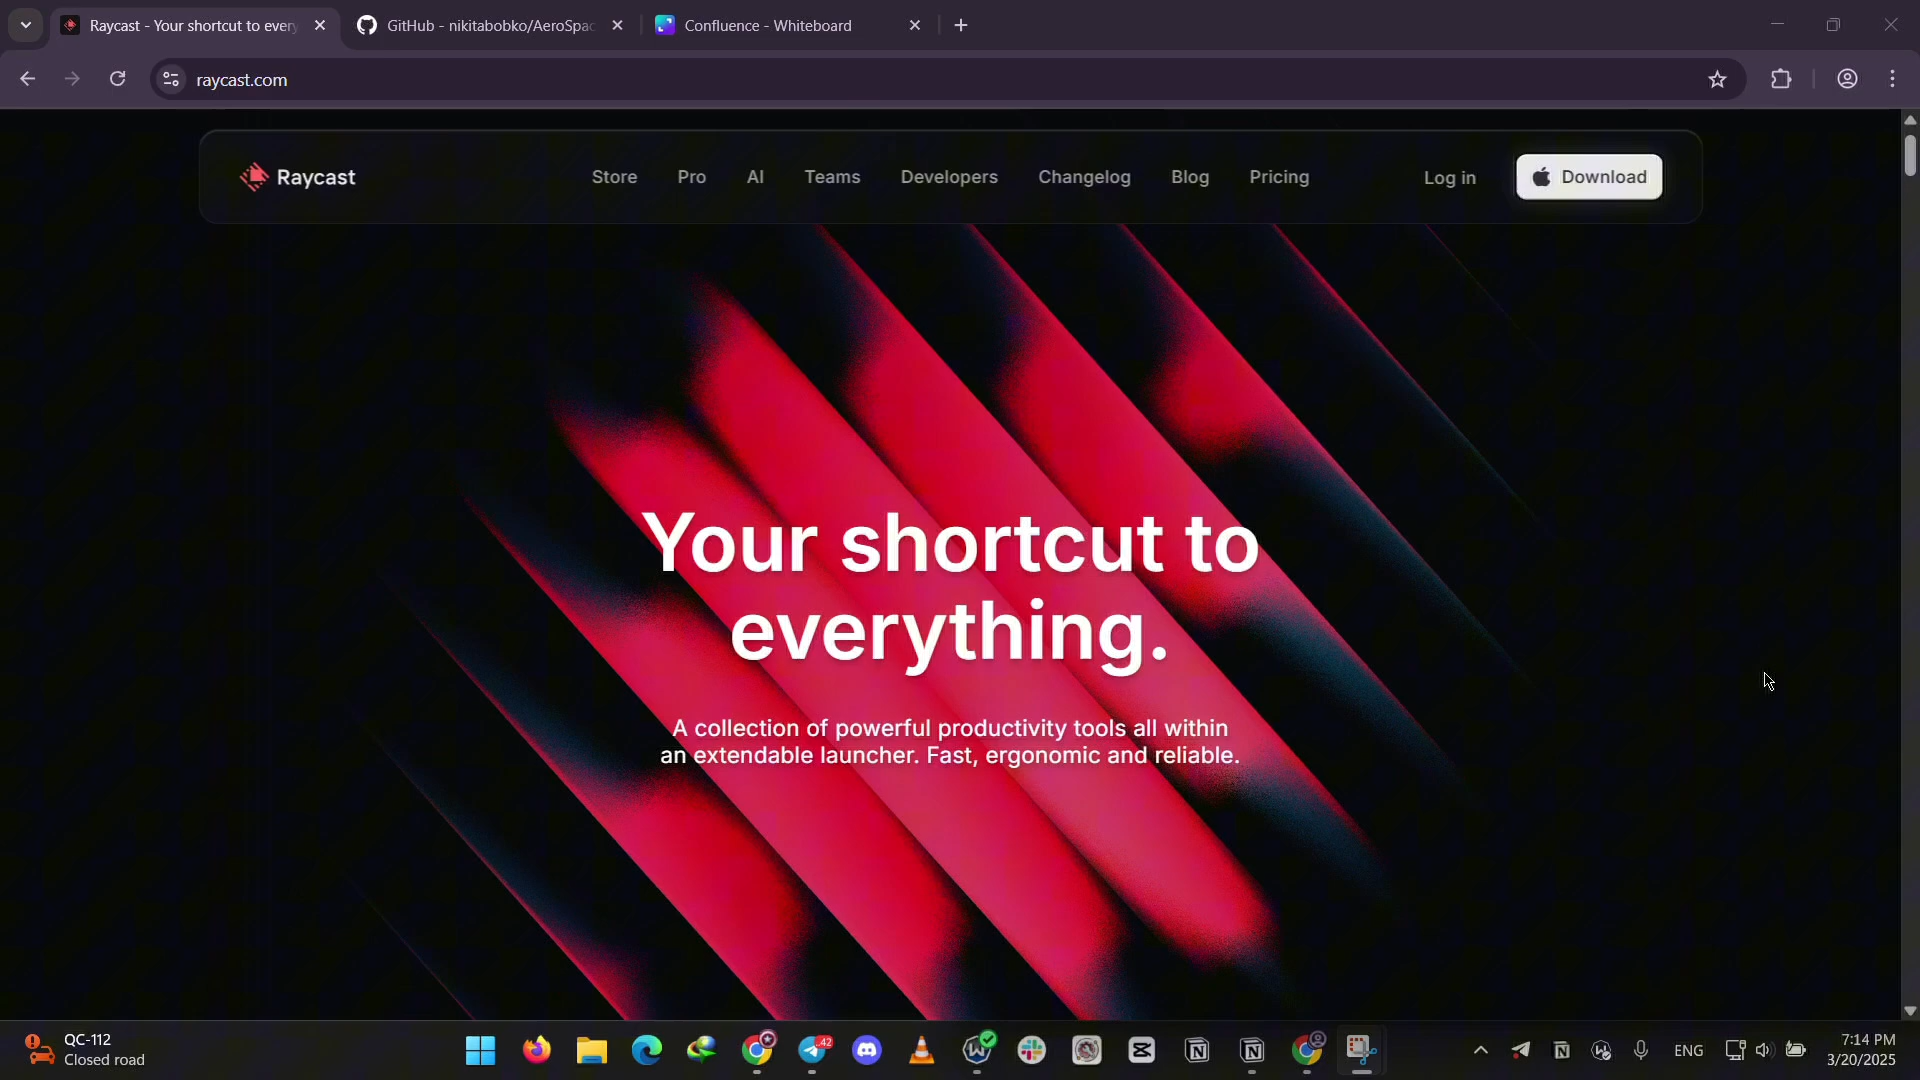 Raycast - Your shortcut to every
GitHub - nikitabobko/AeroSpac
Confluence - Whiteboard
raycast.com
Raycast
Store
Pro
AI
Teams
Developers
Changelog
Blog
Pricing
Log in
Download
Your shortcut to
everything.
A collection of powerful productivity tools all within
an extendable launcher. Fast, ergonomic and reliable.
QC-112
Closed road
42
ENG
7:14 PM
3/20/2025